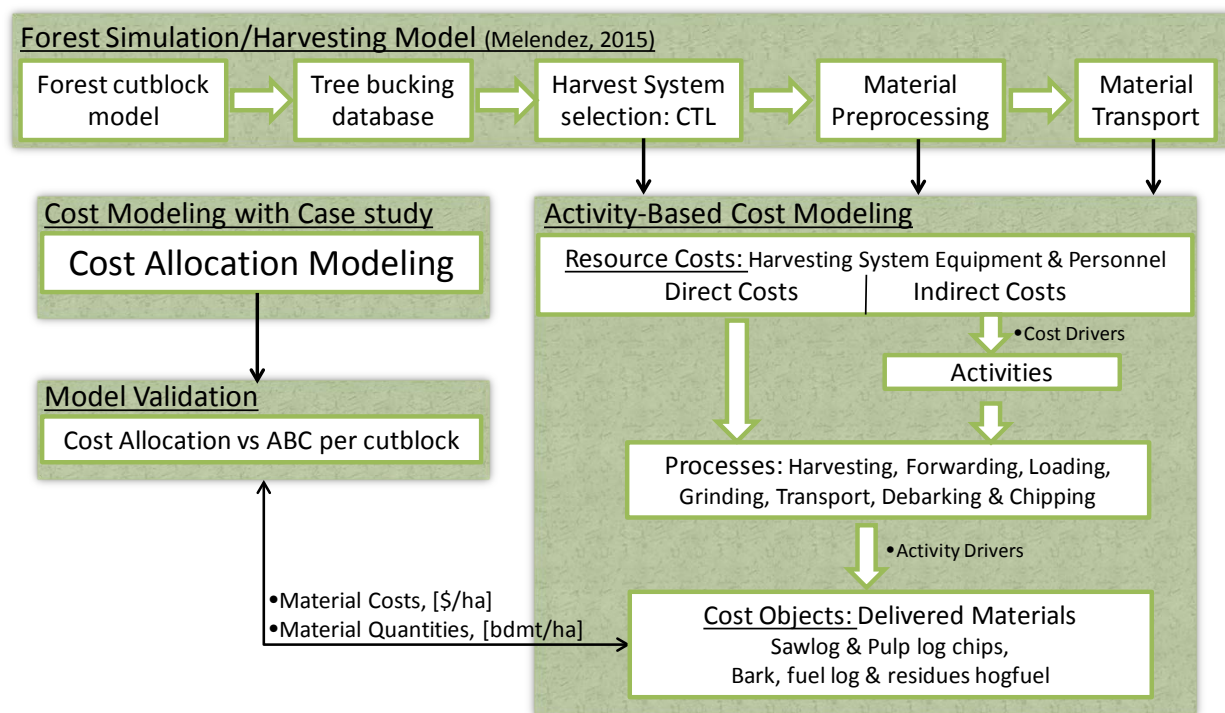 Forest Simulation/Harvesting Model (Melendez, 2015)
Forest cutblock
model
Tree bucking
database
Harvest System
selection: CTL
Material
Preprocessing
Material
Transport
Cost Modeling with Case study
Cost Allocation Modeling
Model Validation
Cost Allocation vs ABC per cutblock
Activity-Based Cost Modeling
Resource Costs: Harvesting System Equipment & Personnel
Direct Costs
Indirect Costs
•Cost Drivers
Activities
Processes: Harvesting, Forwarding, Loading,
Grinding, Transport, Debarking & Chipping
•Activity Drivers
•Material Costs, [$/ha]
•Material Quantities, [bdmt/ha]
Cost Objects: Delivered Materials
Sawlog & Pulp log chips,
Bark, fuel log & residues hogfuel